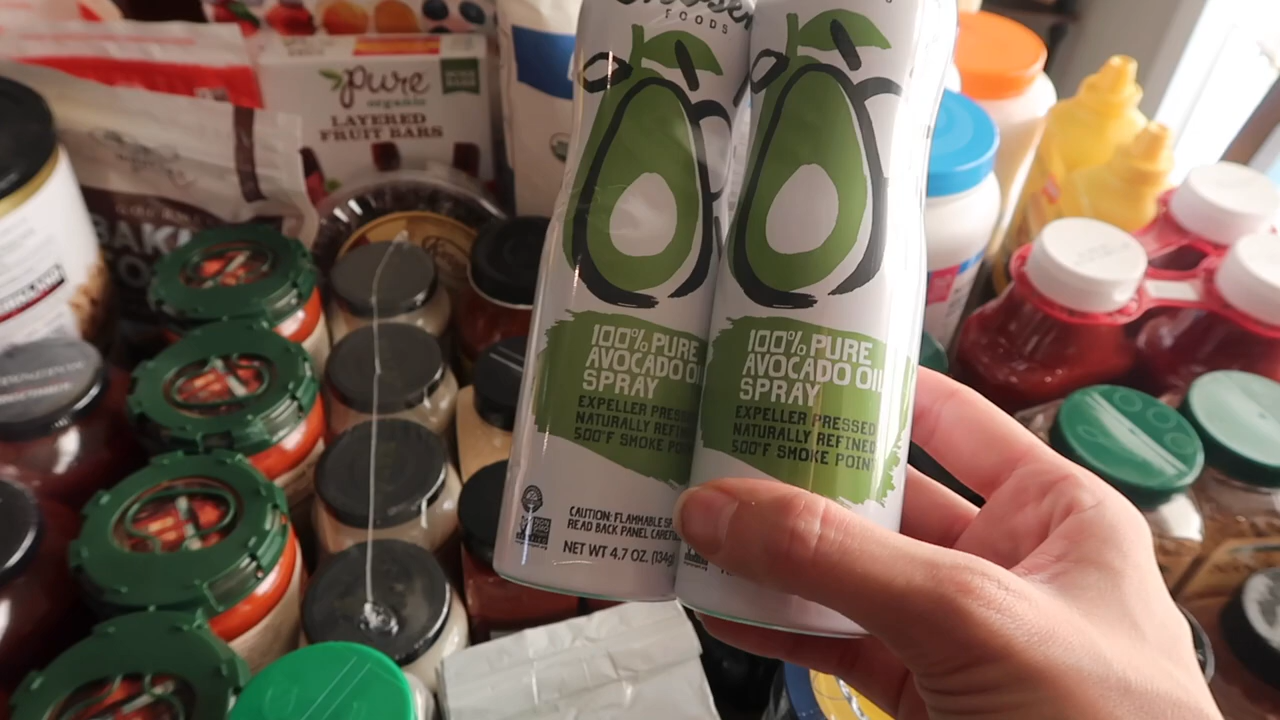 FOODS
100% PURE
AVOCADO OIL
SPRAY
EXPELLER PRESSED
NATURALLY REFINED
500°F SMOKE POINT
CAUTION: FLAMMABLE
READ BACK PANEL
NET WT 4.7 OZ. (134g)
100% PURE
AVOCADO OIL
SPRAY
EXPELLER PRESSED
NATURALLY REFINED
500°F SMOKE POINT
pure
organic
LAYERED
FRUIT BARS